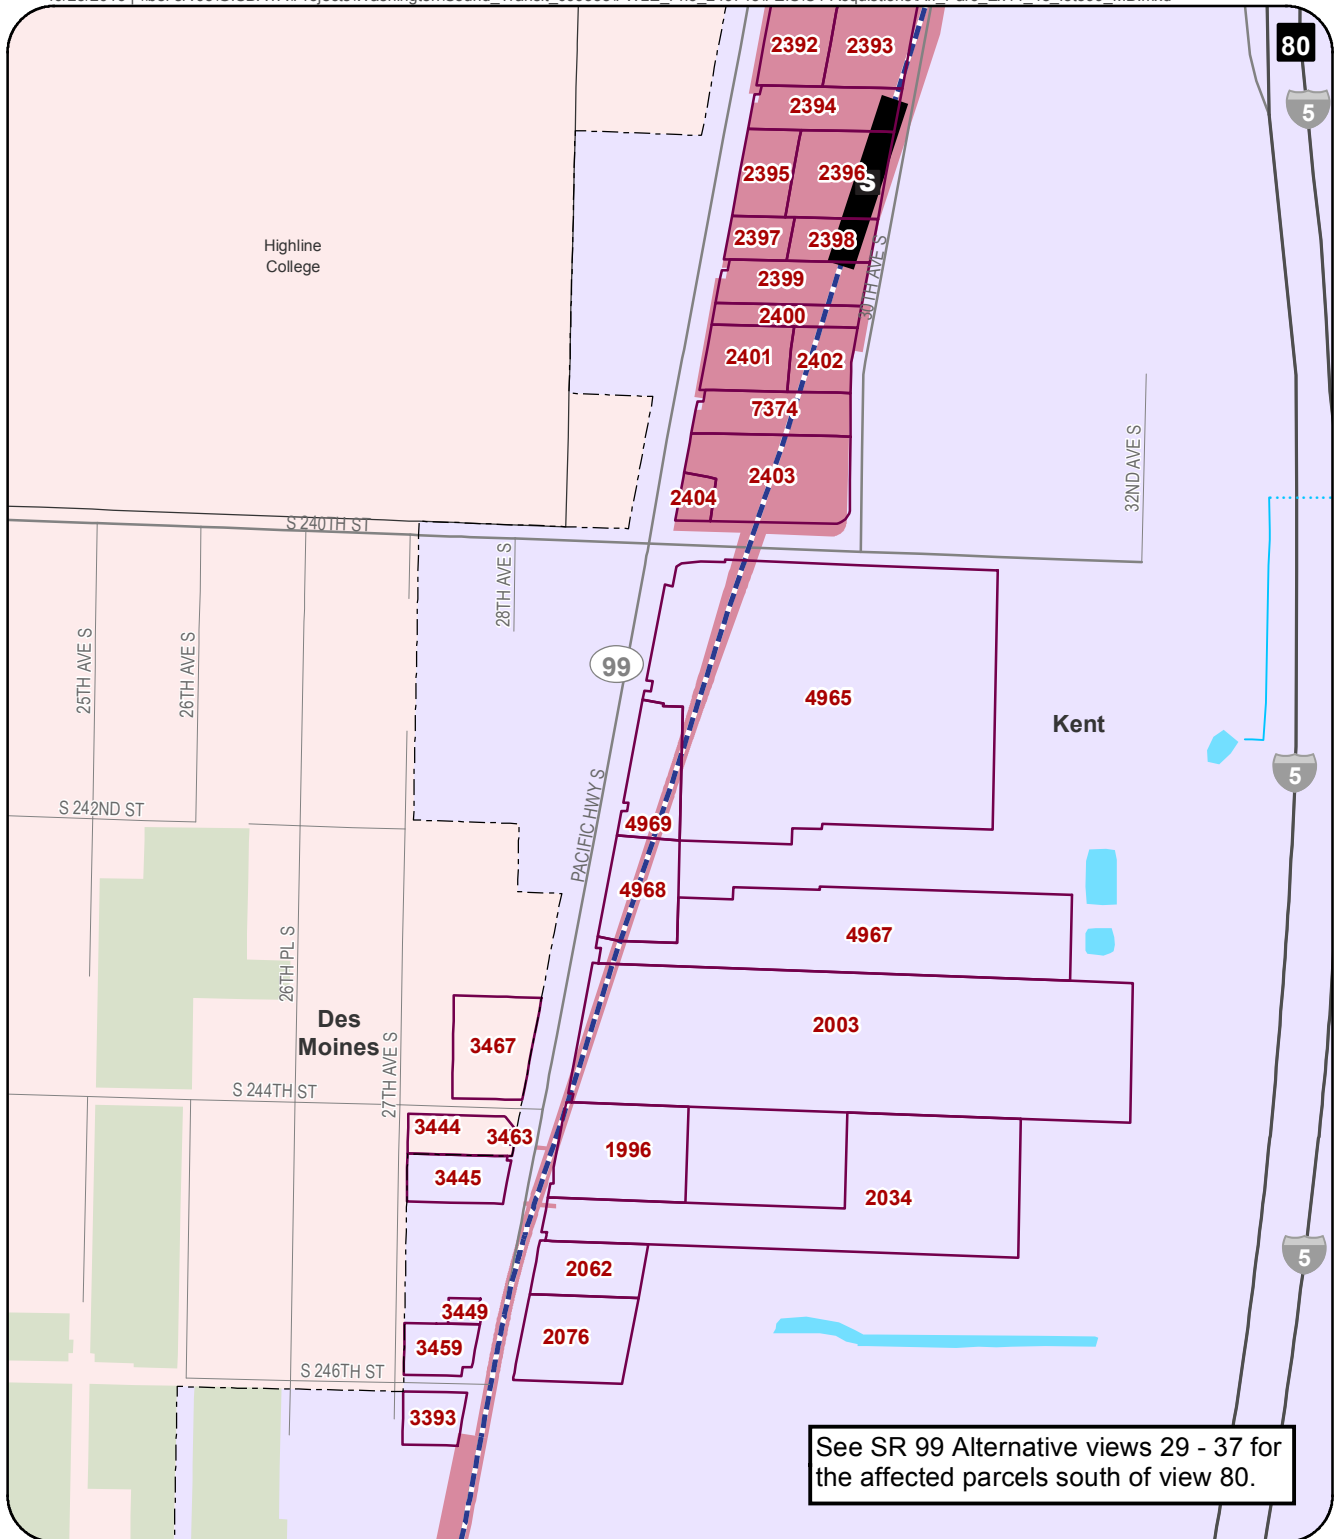 80
2392
2393
5
2394
2395
2396
S
2397
2398
Highline
College
2399
30TH AVE S
2400
2401
2402
7374
2403
2404
32ND AVE S
S 240TH ST
28TH AVE S
25TH AVE S
26TH AVE S
99
4965
Kent
5
S 242ND ST
PACIFIC HWY S
4969
4968
4967
26TH PL S
Des
Moines
2003
3467
27TH AVE S
S 244TH ST
3444
3463
1996
3445
2034
5
2062
3449
2076
3459
S 246TH ST
3393
See SR 99 Alternative views 29 - 37 for
the affected parcels south of view 80.